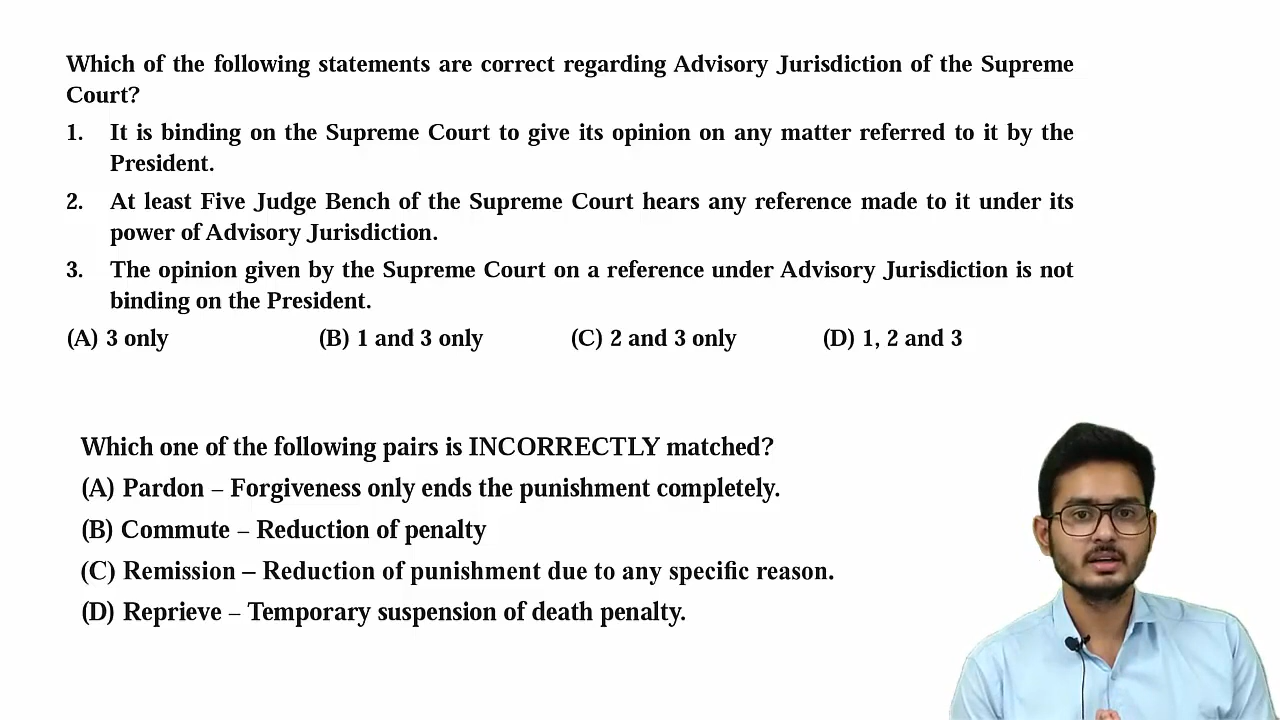 Which of the following statements are correct regarding Advisory Jurisdiction of the Supreme
Court?
1. It is binding on the Supreme Court to give its opinion on any matter referred to it by the
President.
2. At least Five Judge Bench of the Supreme Court hears any reference made to it under its
power of Advisory Jurisdiction.
3. The opinion given by the Supreme Court on a reference under Advisory Jurisdiction is not
binding on the President.
(A) 3 only (B) 1 and 3 only (C) 2 and 3 only (D) 1, 2 and 3
Which one of the following pairs is INCORRECTLY matched?
(A) Pardon – Forgiveness only ends the punishment completely.
(B) Commute – Reduction of penalty
(C) Remission – Reduction of punishment due to any specific reason.
(D) Reprieve – Temporary suspension of death penalty.